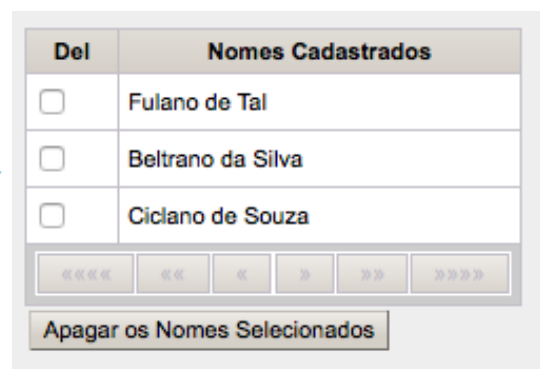 Del Nomes Cadastrados
Fulano de Tal
Beltrano da Silva
Ciclano de Souza
«««« «« « » »» »»»»
Apagar os Nomes Selecionados